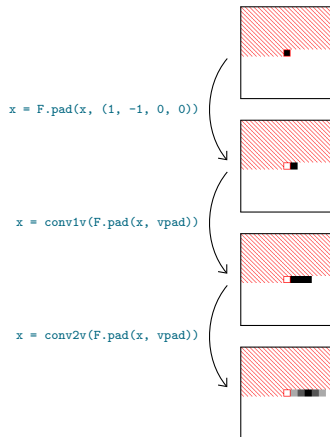 x = F.pad(x, (1, -1, 0, 0))
x = conv1v(F.pad(x, vpad))
x = conv2v(F.pad(x, vpad))